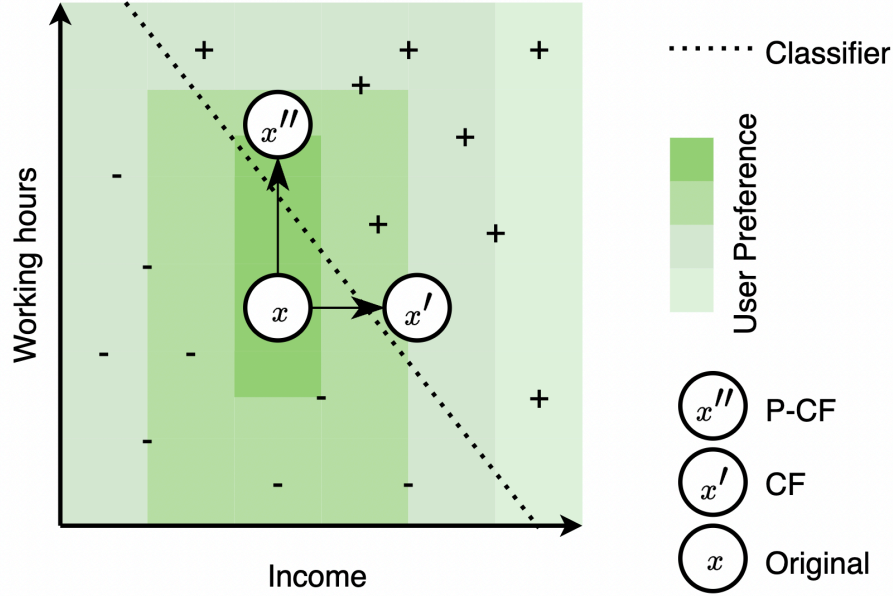 + + +
+
+
-
+
+
-
- -
-
+
-
- -
x″
x
x′
Working hours
Income
Classifier
User Preference
x″ P-CF
x′ CF
x Original